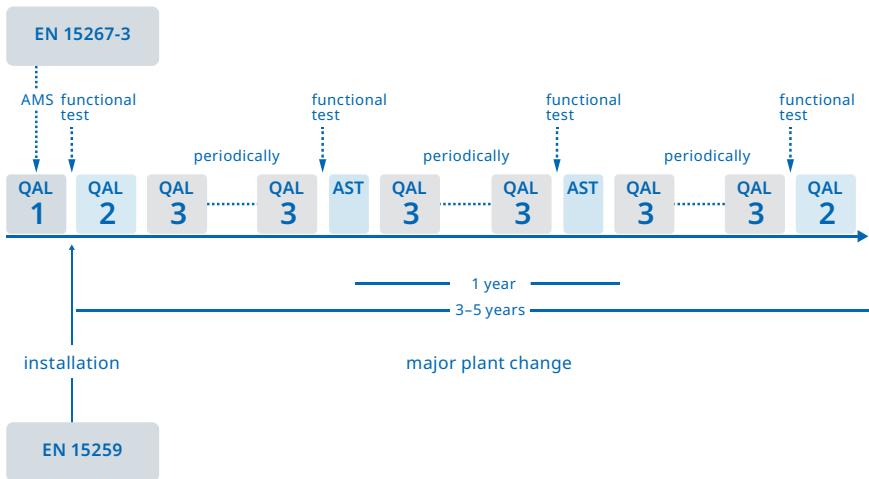 EN 15267-3
AMS functional test
functional test
functional test
functional test
periodically
periodically
periodically
QAL 1
QAL 2
QAL 3
QAL 3
AST
QAL 3
QAL 3
AST
QAL 3
QAL 3
QAL 2
1 year
3–5 years
installation
major plant change
EN 15259